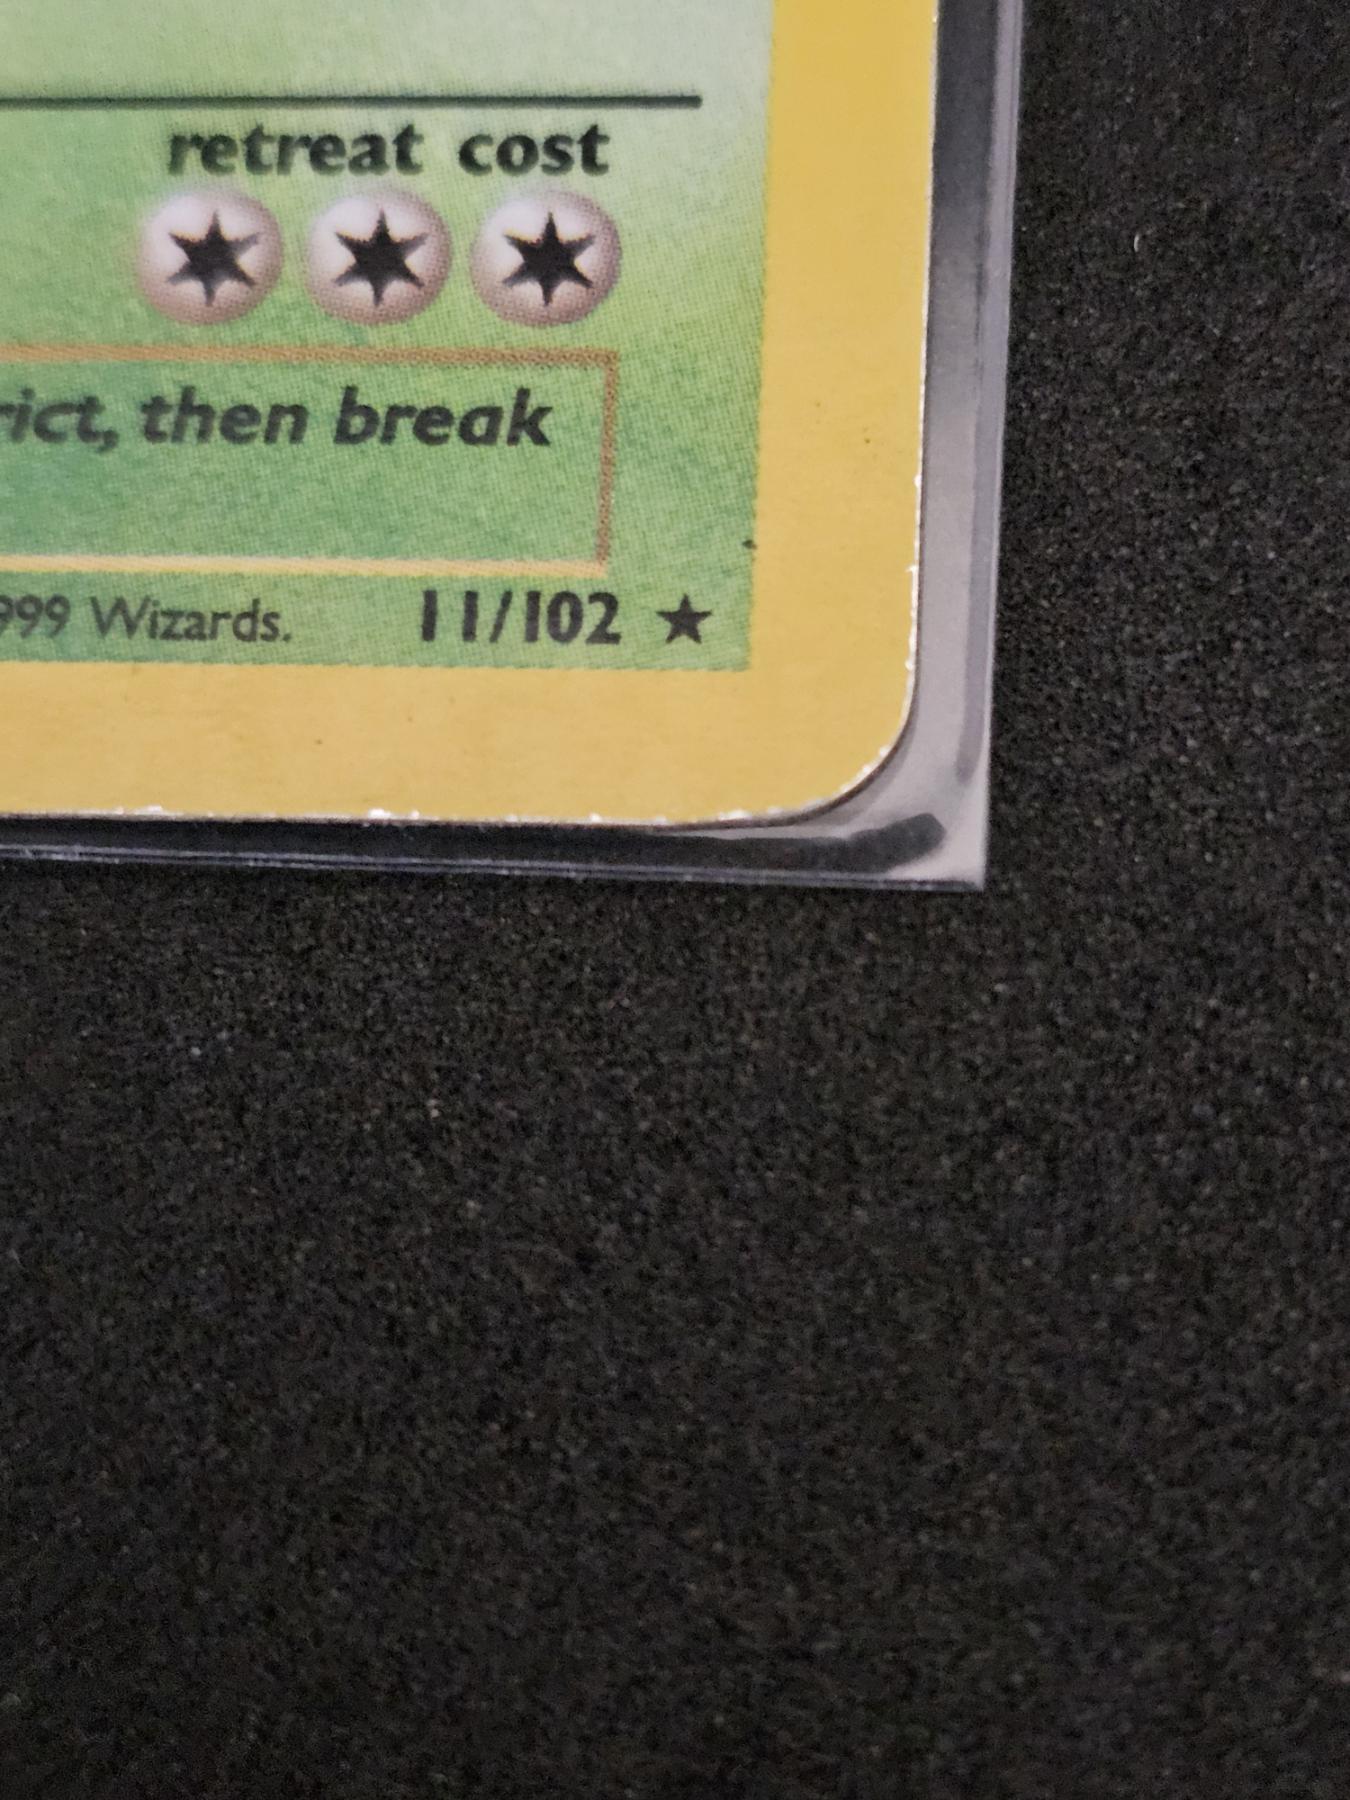 retreat cost
rict, then break
999 Wizards. 11/102 ★